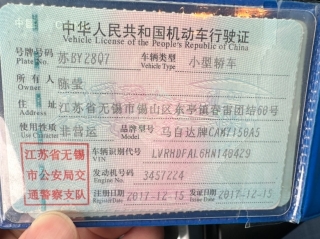 中华人民共和国机动车行驶证
Vehicle License of the People's Republic of China
号牌号码 苏BYZ8Q7 车辆类型 小型轿车
Plate No. Vehicle Type
所有人 陈莹
Owner
住址 江苏省无锡市锡山区东亭镇春雷团结60号
Address
使用性质 非营运 品牌型号 马自达牌CAM7150A5
Use Character Model
江苏省无锡 车辆识别代号 LVRHDFAL6HN140429
VIN
市公安局交 发动机号码 3457224
Engine No.
通警察支队 注册日期 2017-12-15 发证日期 2017-12-15
Register Date Issue Date